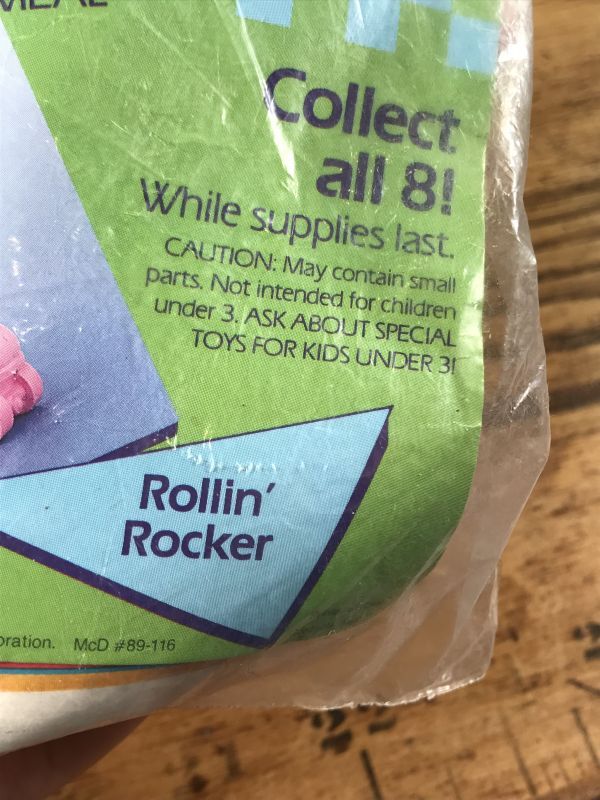 MEAL
Collect
all 8!
While supplies last.
CAUTION: May contain small
parts. Not intended for children
under 3. ASK ABOUT SPECIAL
TOYS FOR KIDS UNDER 3!
Rollin'
Rocker
oration. McD #89-116